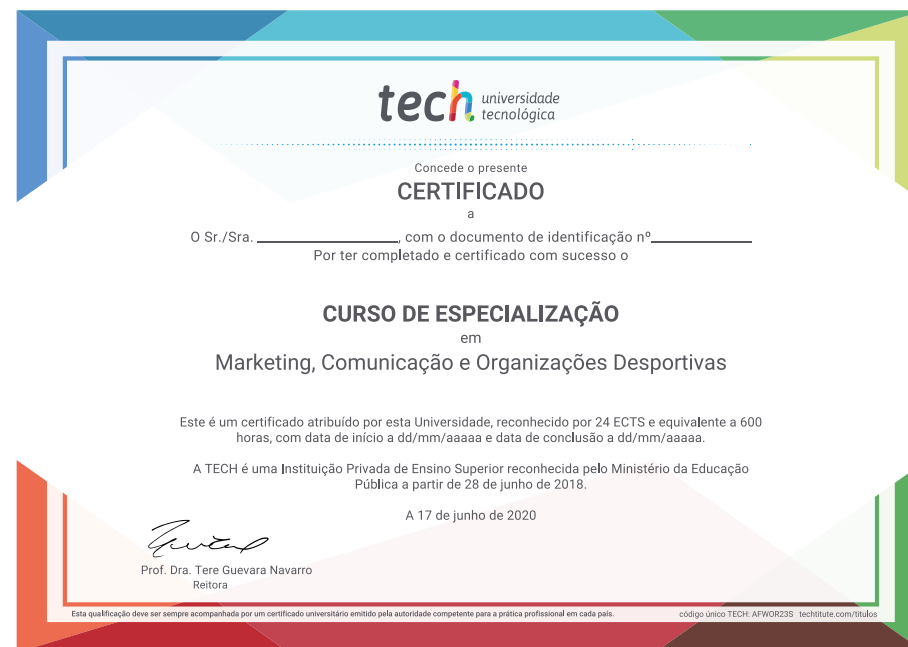 tech universidade
tecnológica
Concede o presente
CERTIFICADO
a
O Sr./Sra. ____________________, com o documento de identificação nº______________
Por ter completado e certificado com sucesso o
CURSO DE ESPECIALIZAÇÃO
em
Marketing, Comunicação e Organizações Desportivas
Este é um certificado atribuído por esta Universidade, reconhecido por 24 ECTS e equivalente a 600
horas, com data de início a dd/mm/aaaaa e data de conclusão a dd/mm/aaaaa.
A TECH é uma Instituição Privada de Ensino Superior reconhecida pelo Ministério da Educação
Pública a partir de 28 de junho de 2018.
A 17 de junho de 2020
Prof. Dra. Tere Guevara Navarro
Reitora
Esta qualificação deve ser sempre acompanhada por um certificado universitário emitido pela autoridade competente para a prática profissional em cada país. código único TECH: AFWOR23S techtitute.com/titulos